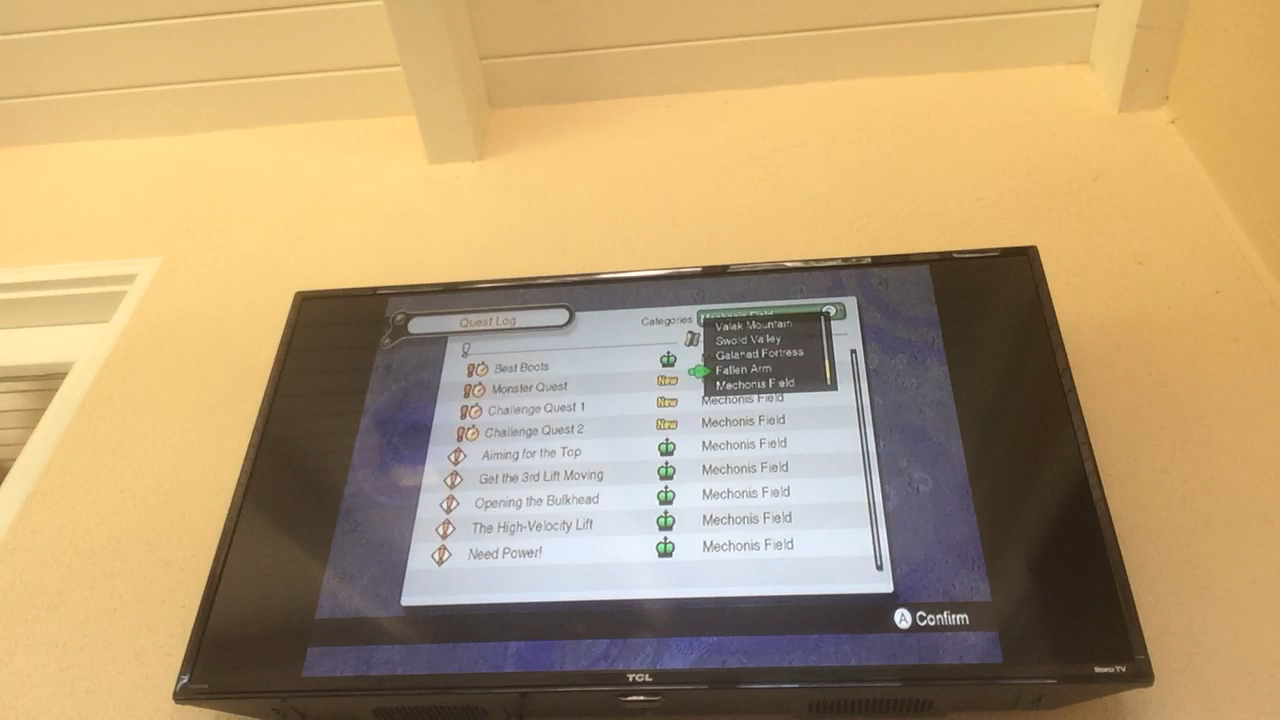 Quest Log
Categories Mechonis Field
Valak Mountain
Sword Valley
Galahad Fortress
Fallen Arm
Mechonis Field
Best Boots
Monster Quest New
Challenge Quest 1 New Mechonis Field
Challenge Quest 2 New Mechonis Field
Aiming for the Top Mechonis Field
Get the 3rd Lift Moving Mechonis Field
Opening the Bulkhead Mechonis Field
The High-Velocity Lift Mechonis Field
Need Power! Mechonis Field
A Confirm
TCL
Roku TV